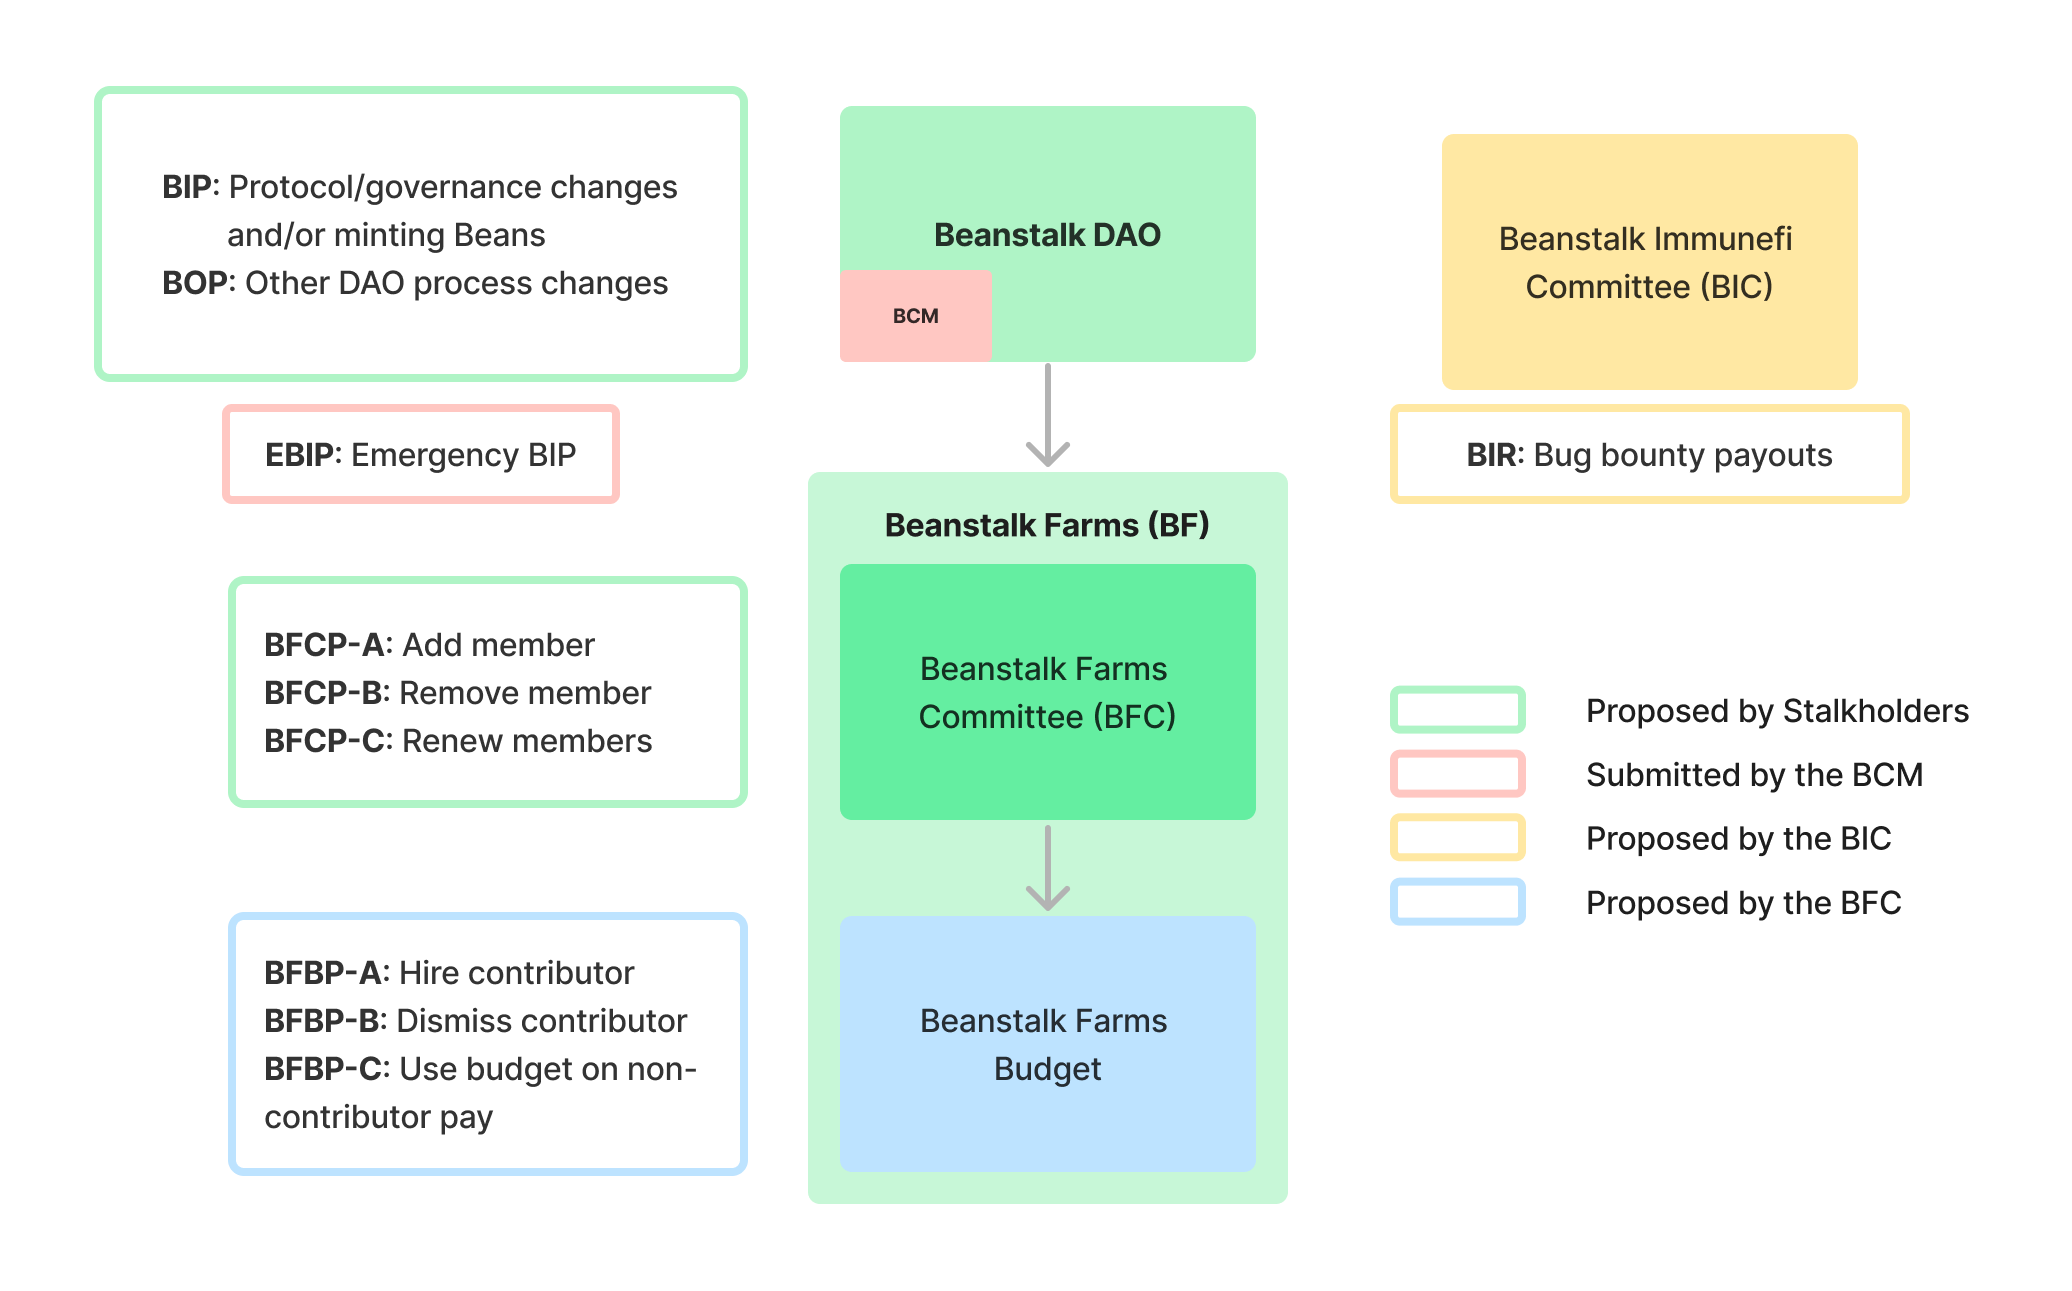 BIP: Protocol/governance changes
and/or minting Beans
BOP: Other DAO process changes
EBIP: Emergency BIP
Beanstalk DAO
BCM
Beanstalk Immunefi
Committee (BIC)
BIR: Bug bounty payouts
Beanstalk Farms (BF)
BFCP-A: Add member
BFCP-B: Remove member
BFCP-C: Renew members
Beanstalk Farms
Committee (BFC)
BFBP-A: Hire contributor
BFBP-B: Dismiss contributor
BFBP-C: Use budget on non-
contributor pay
Beanstalk Farms
Budget
Proposed by Stalkholders
Submitted by the BCM
Proposed by the BIC
Proposed by the BFC